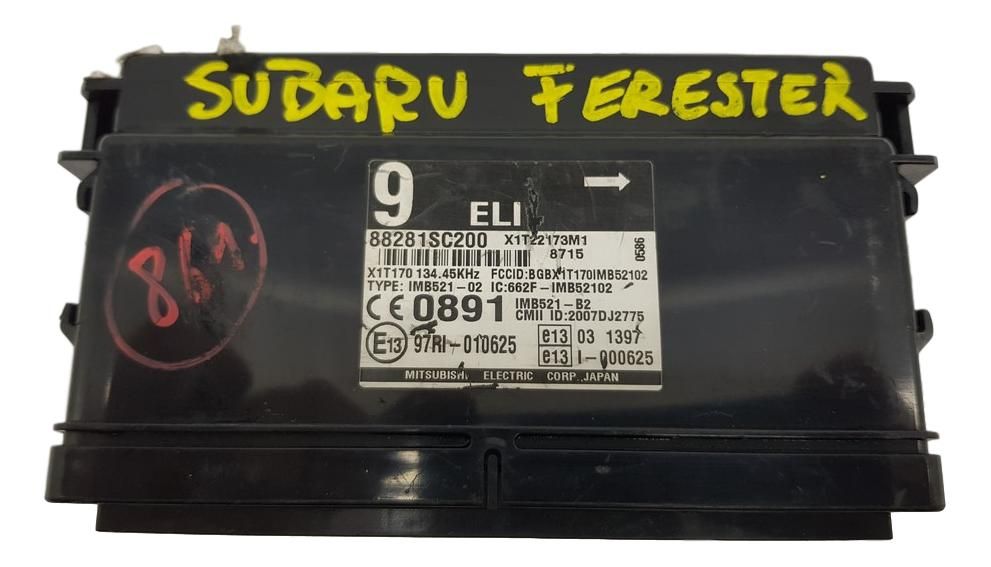 SUBARU FERESTER
9
ELI
88281SC200 X1T22173M1
8715
0586
X1T170 134.45KHz FCCID:BGBX1T170IMB52102
TYPE: IMB521-02 IC:662F-IMB52102
CE 0891 IMB521-B2
CMII ID:2007DJ2775
E13 97RI-010625 e13 03 1397
e13 I-000625
MITSUBISHI ELECTRIC CORP. JAPAN